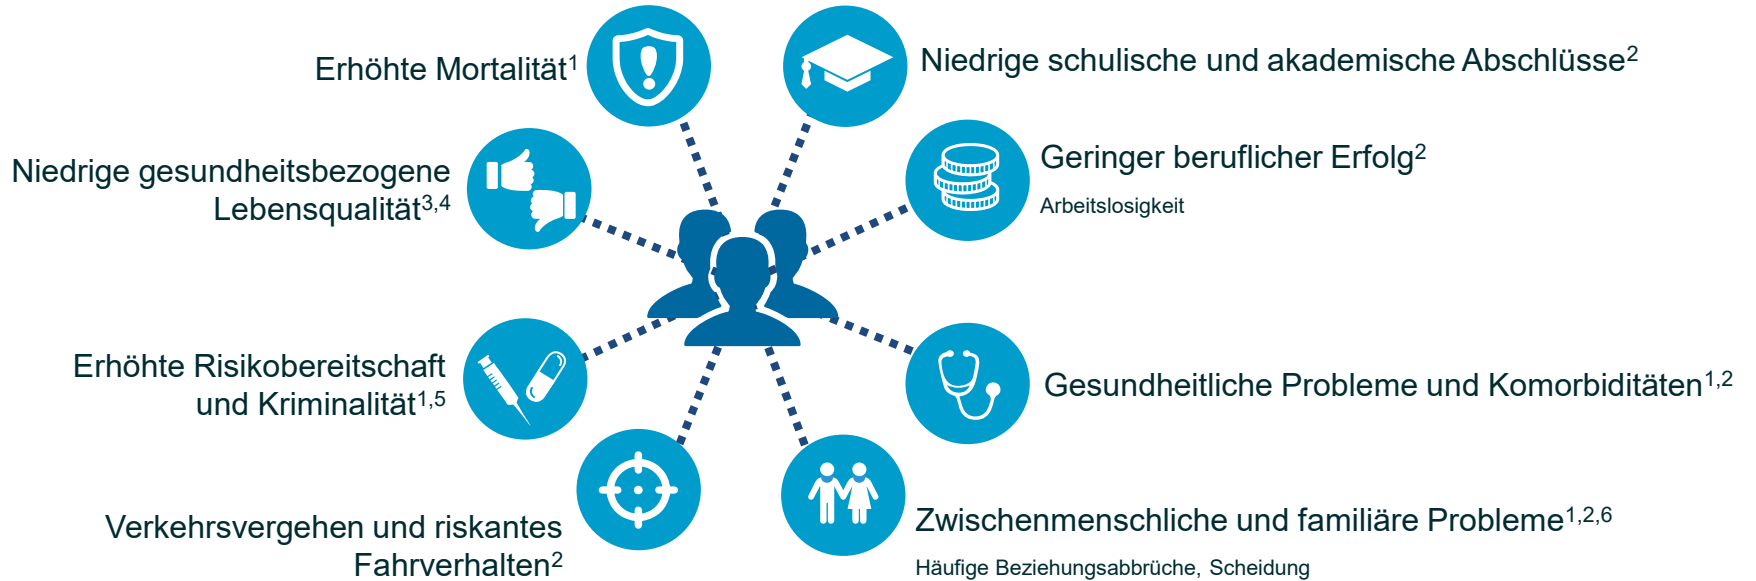 Erhöhte Mortalität¹
Niedrige schulische und akademische Abschlüsse²
Niedrige gesundheitsbezogene
Lebensqualität³,⁴
Geringer beruflicher Erfolg²
Arbeitslosigkeit
Erhöhte Risikobereitschaft
und Kriminalität¹,⁵
Gesundheitliche Probleme und Komorbiditäten¹,²
Verkehrsvergehen und riskantes
Fahrverhalten²
Zwischenmenschliche und familiäre Probleme¹,²,⁶
Häufige Beziehungsabbrüche, Scheidung